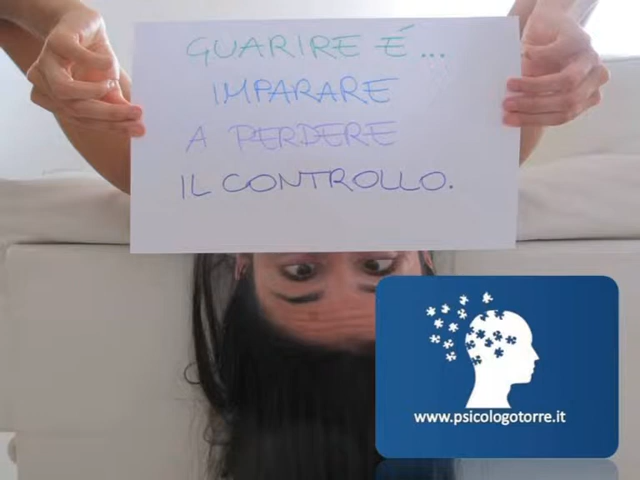 GUARIRE É...
IMPARARE
A PERDERE
IL CONTROLLO.
www.psicologotorre.it